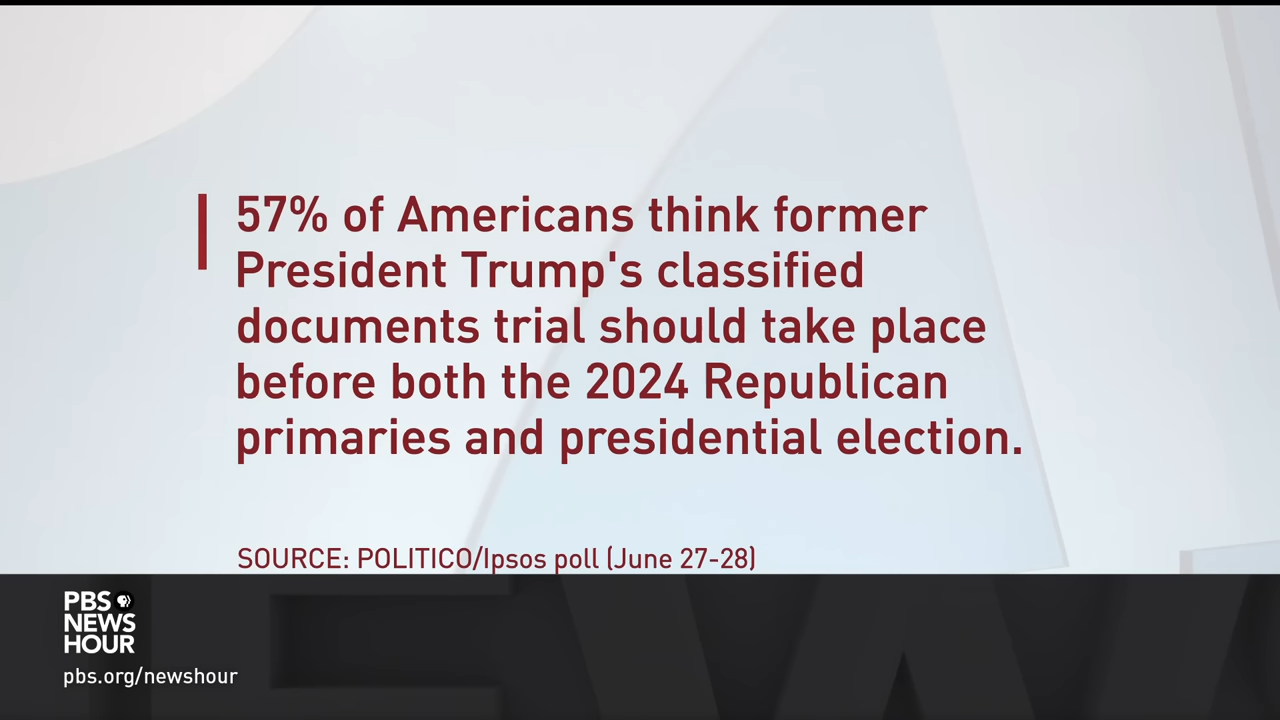 57% of Americans think former
President Trump's classified
documents trial should take place
before both the 2024 Republican
primaries and presidential election.
SOURCE: POLITICO/Ipsos poll (June 27-28)
PBS
NEWS
HOUR
pbs.org/newshour